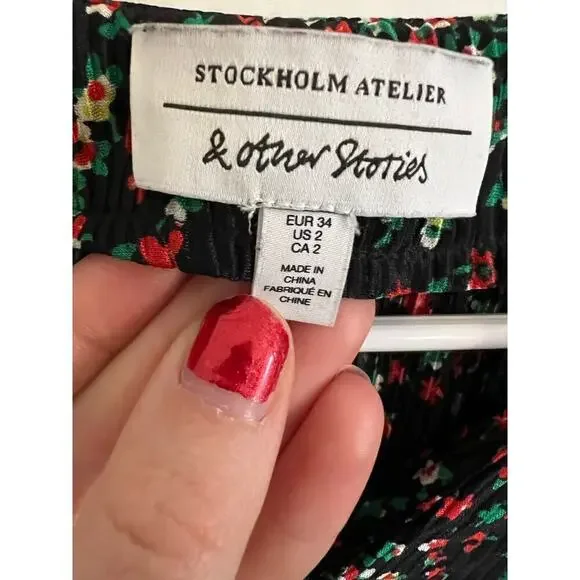 STOCKHOLM ATELIER
& other Stories
EUR 34
US 2
CA 2
MADE IN
CHINA
FABRIQUÉ EN
CHINE